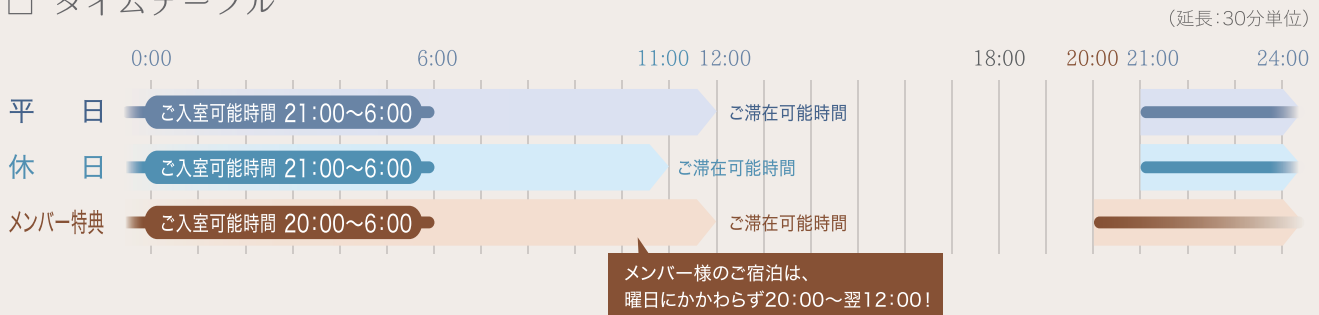 □ タイムテーブル
（延長：30分単位）
0:00 6:00 11:00 12:00 18:00 20:00 21:00 24:00
平 日 ご入室可能時間 21：00〜6：00 ご滞在可能時間
休 日 ご入室可能時間 21：00〜6：00 ご滞在可能時間
メンバー特典 ご入室可能時間 20：00〜6：00 ご滞在可能時間
メンバー様のご宿泊は、
曜日にかかわらず20：00〜翌12：00！